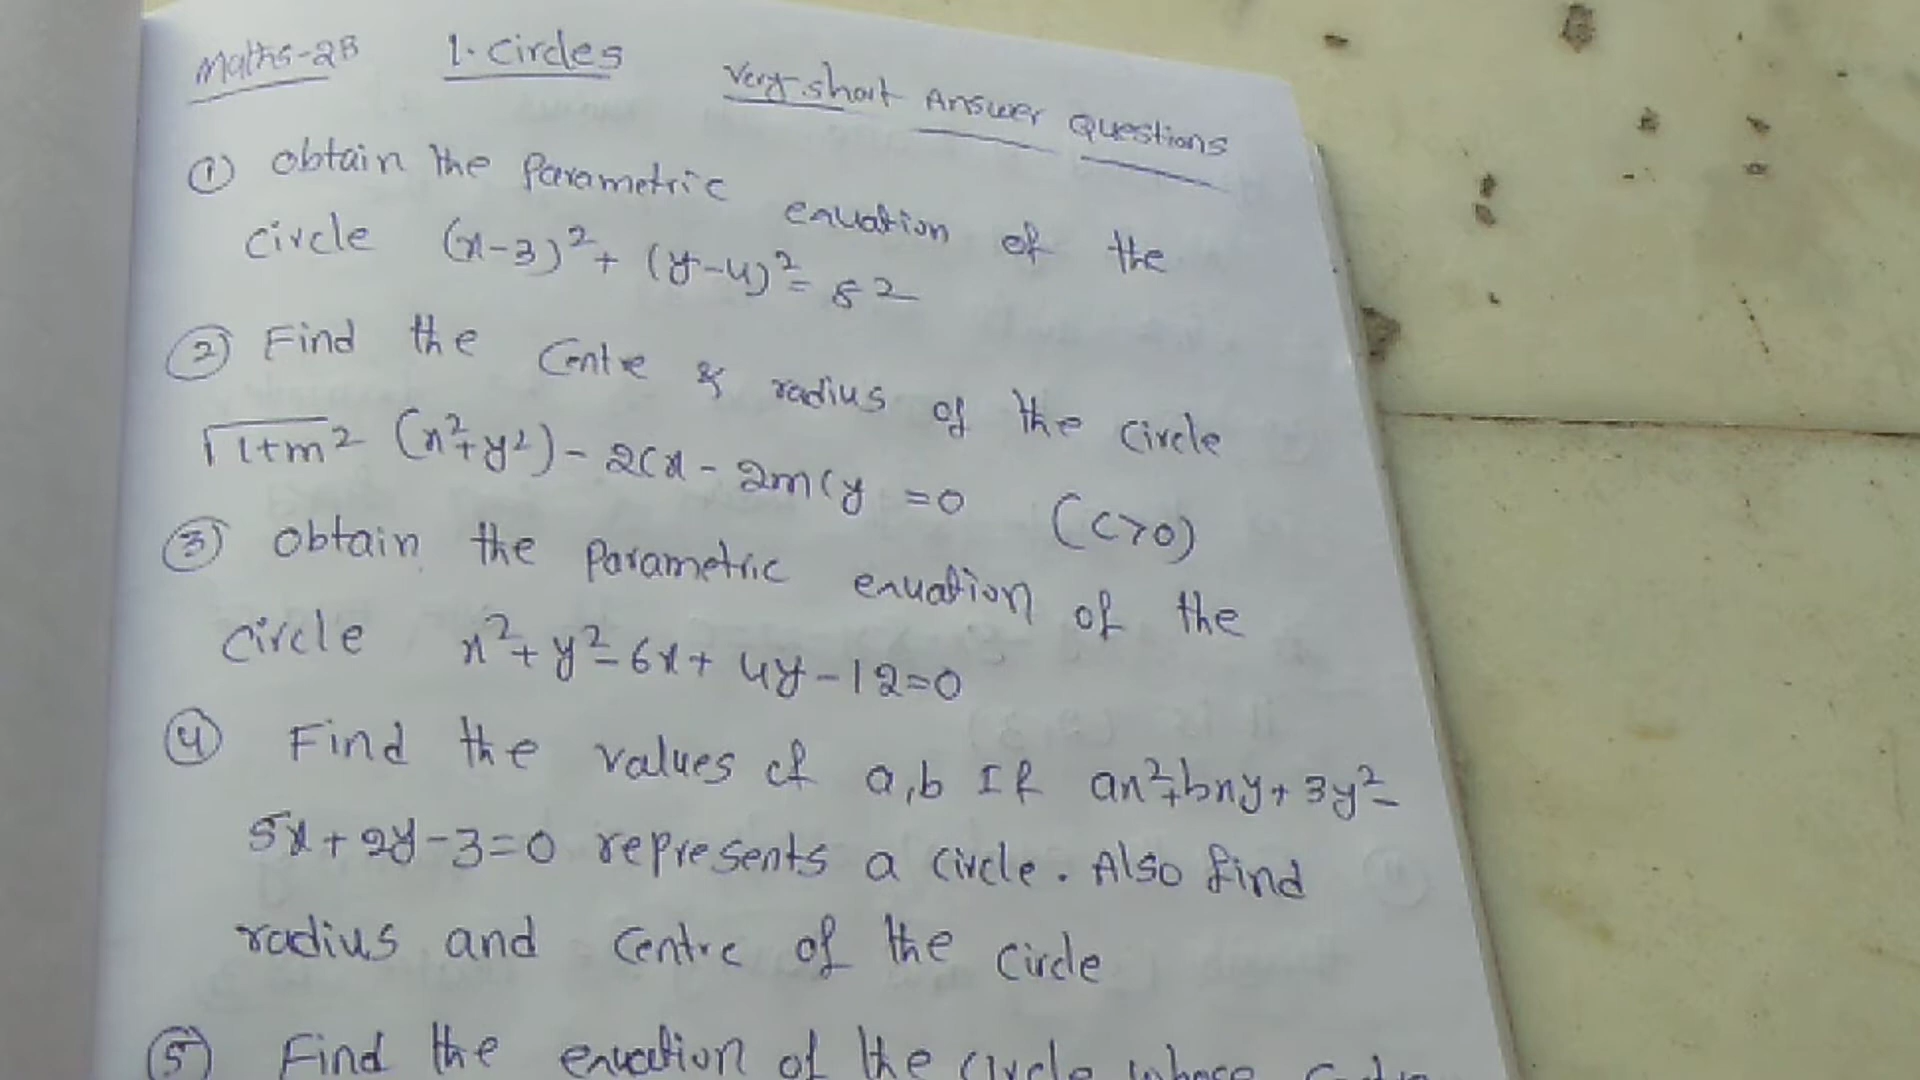 Maths-2B 1. Circles Very short Answer Questions
① Obtain the Parametric equation of the
circle (x-3)²+(y-4)²=8²
② Find the Centre & radius of the circle
√1+m² (x²+y²)-2cx-2mcy=0 (c>0)
③ Obtain the Parametric equation of the
circle x²+y²-6x+4y-12=0
④ Find the values of a,b If ax²+bxy+3y²-
5x+2y-3=0 represents a circle. Also find
radius and Centre of the circle
⑤ Find the equation of the circle whose